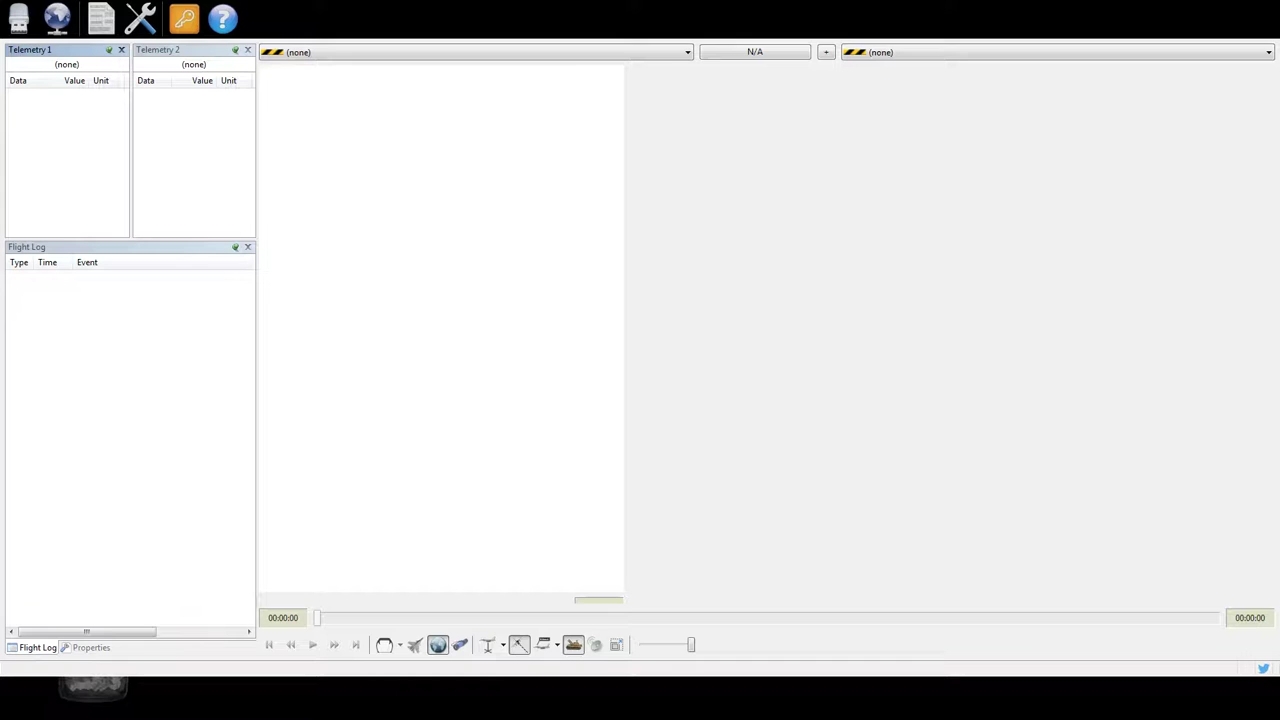 Telemetry 1
Telemetry 2
(none)
N/A
+
(none)
(none)
(none)
Data Value Unit
Data Value Unit
Flight Log
Type Time Event
00:00:00
00:00:00
Flight Log
Properties